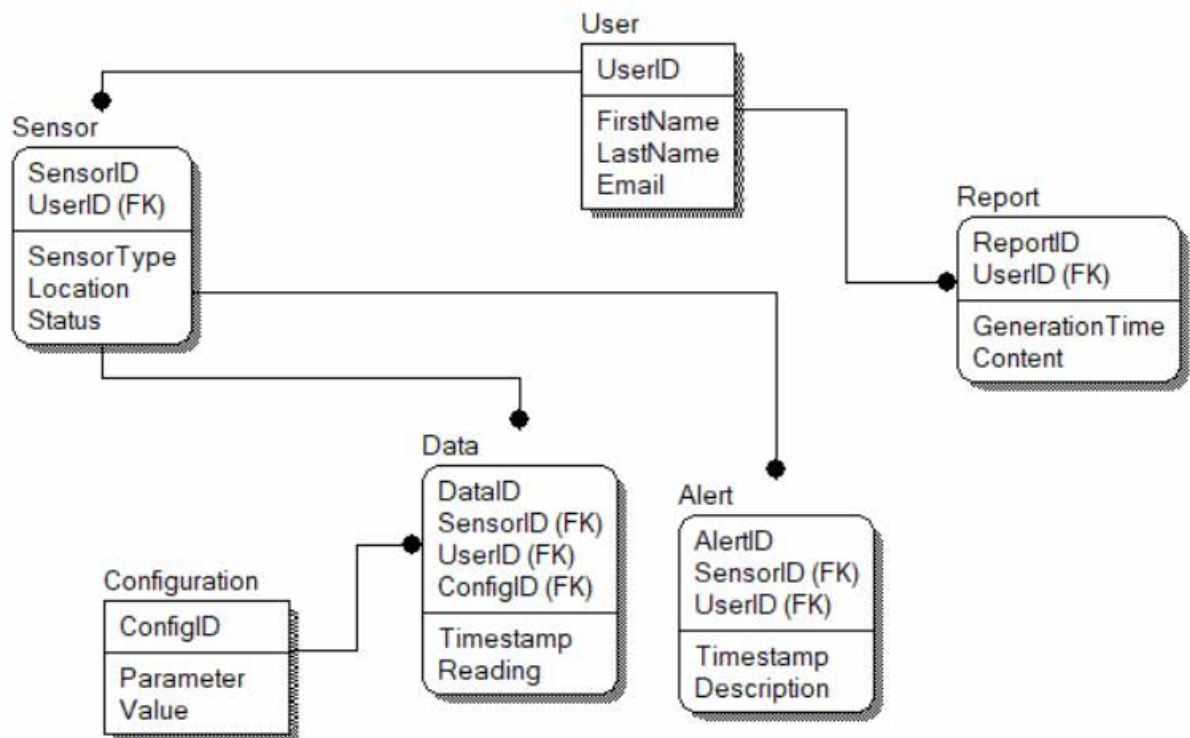 User
UserID
FirstName
LastName
Email
Sensor
SensorID
UserID (FK)
SensorType
Location
Status
Report
ReportID
UserID (FK)
GenerationTime
Content
Data
DataID
SensorID (FK)
UserID (FK)
ConfigID (FK)
Timestamp
Reading
Alert
AlertID
SensorID (FK)
UserID (FK)
Timestamp
Description
Configuration
ConfigID
Parameter
Value